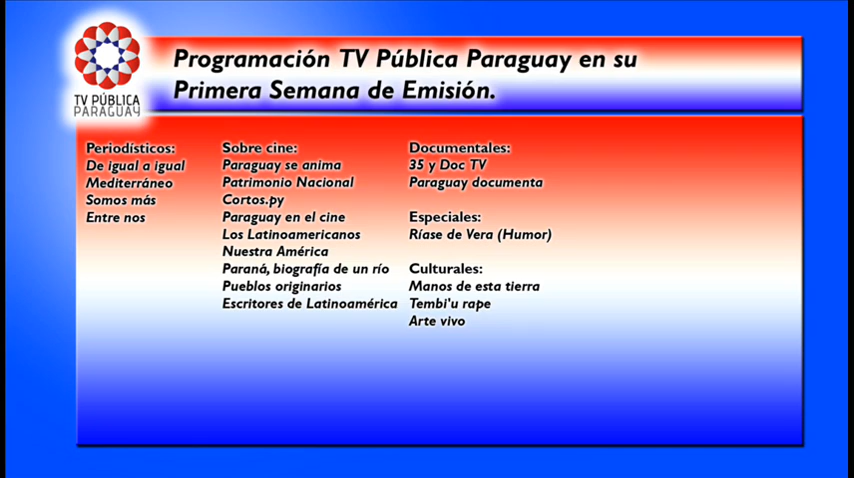 TV PÚBLICA
PARAGUAY
Programación TV Pública Paraguay en su
Primera Semana de Emisión.
Periodísticos:
De igual a igual
Mediterráneo
Somos más
Entre nos
Sobre cine:
Paraguay se anima
Patrimonio Nacional
Cortos.py
Paraguay en el cine
Los Latinoamericanos
Nuestra América
Paraná, biografía de un río
Pueblos originarios
Escritores de Latinoamérica
Documentales:
35 y Doc TV
Paraguay documenta
Especiales:
Ríase de Vera (Humor)
Culturales:
Manos de esta tierra
Tembi'u rape
Arte vivo